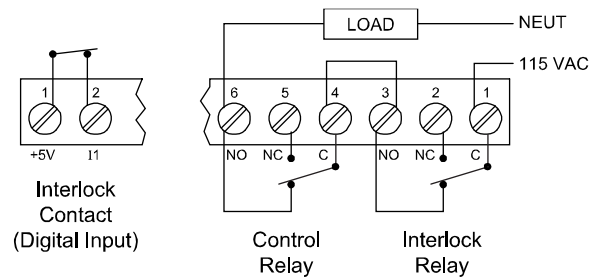 LOAD
NEUT
115 VAC
1 2
6 5 4 3 2 1
+5V I1
NO NC C NO NC C
Interlock
Contact
(Digital Input)
Control
Relay
Interlock
Relay